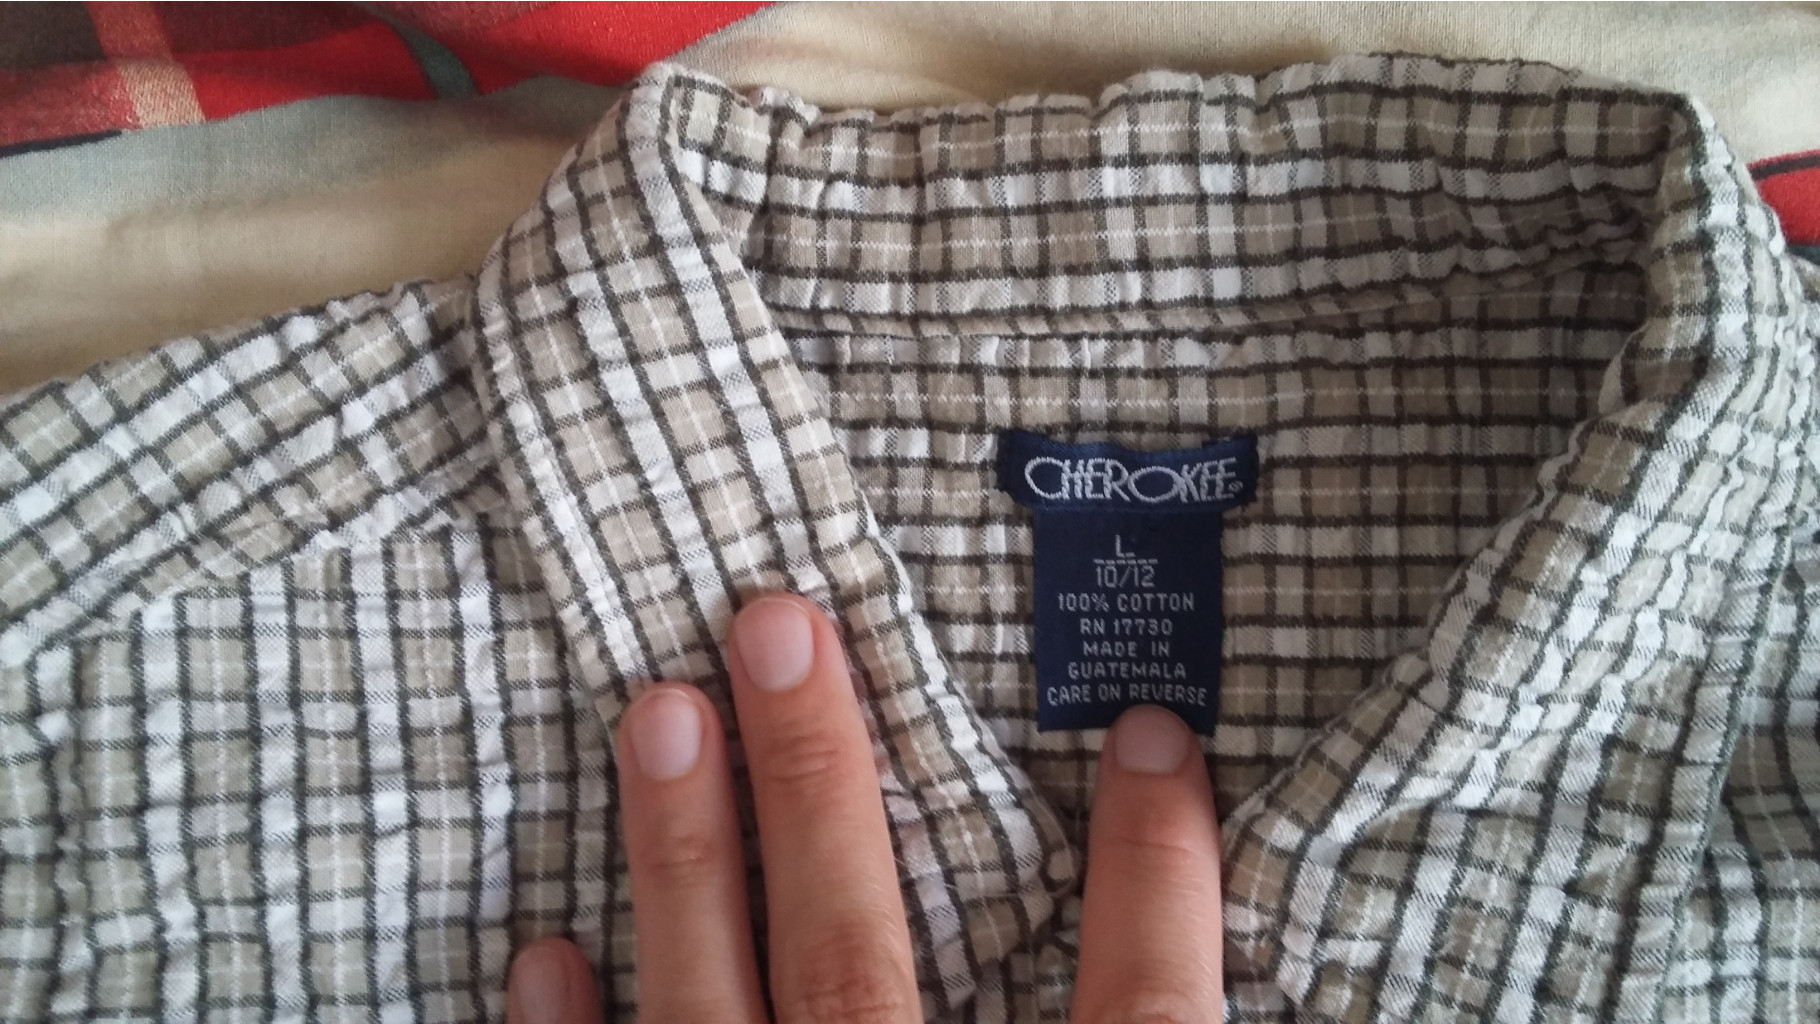 CHEROKEE®
L
10/12
100% COTTON
RN 17730
MADE IN
GUATEMALA
CARE ON REVERSE